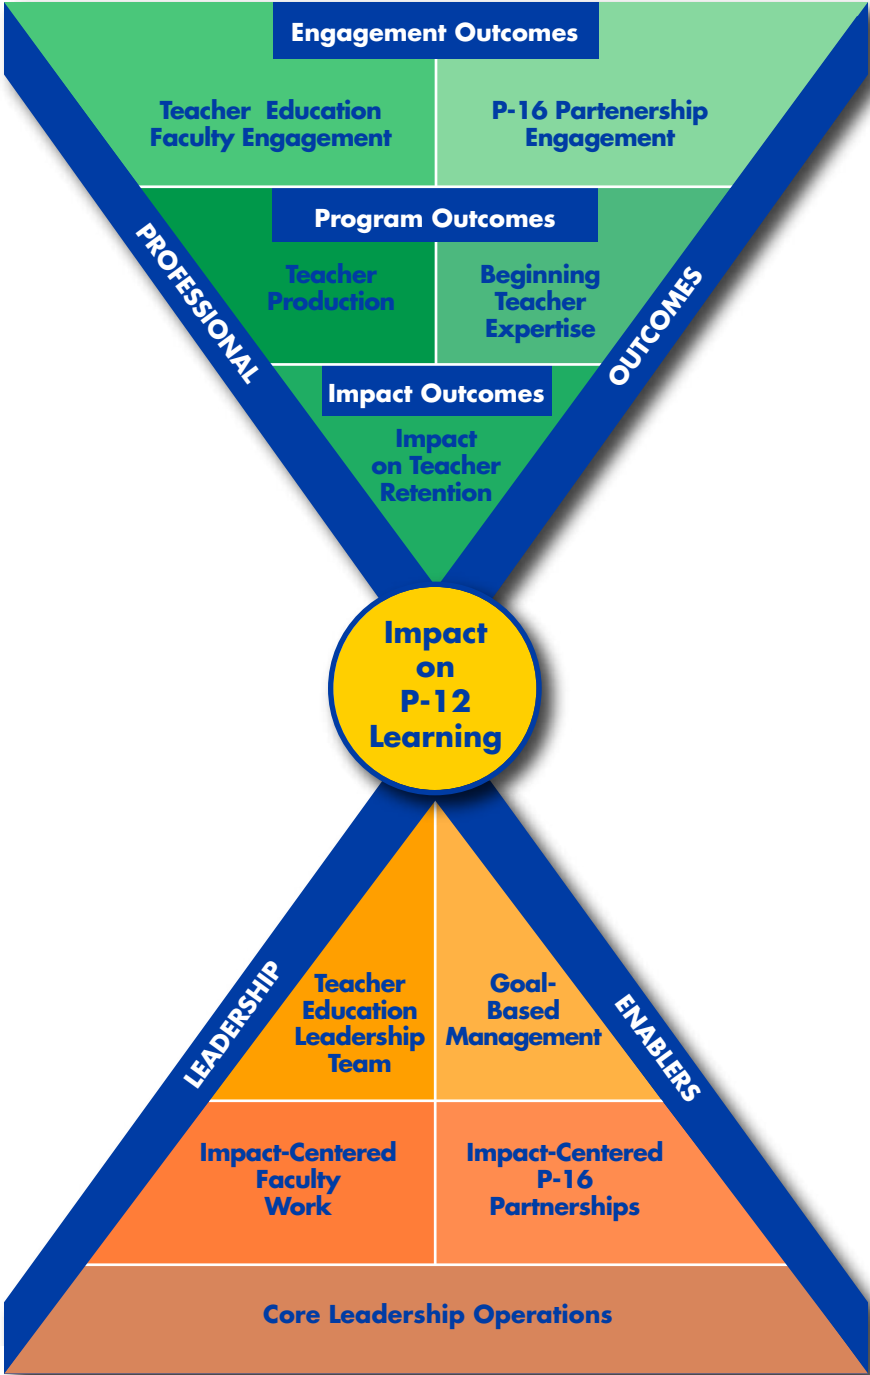 Engagement Outcomes
Teacher Education
Faculty Engagement
P-16 Partenership
Engagement
Program Outcomes
Teacher
Production
Beginning
Teacher
Expertise
PROFESSIONAL
OUTCOMES
Impact Outcomes
Impact
on Teacher
Retention
Impact
on
P-12
Learning
LEADERSHIP
ENABLERS
Teacher
Education
Leadership
Team
Goal-
Based
Management
Impact-Centered
Faculty
Work
Impact-Centered
P-16
Partnerships
Core Leadership Operations